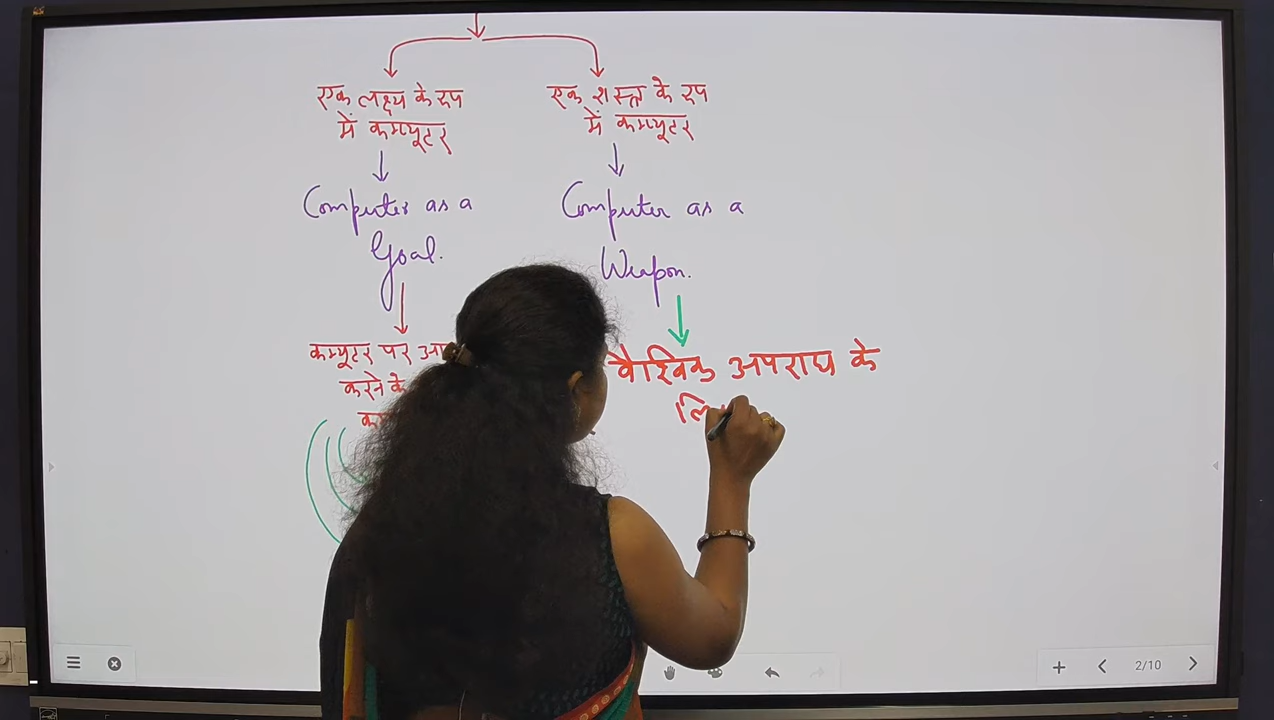 एक लक्ष्य के रूप
में कम्प्यूटर
एक शस्त्र के रूप
में कम्प्यूटर
Computer as a
Goal.
Computer as a
Weapon.
कम्प्यूटर पर
करने के
वैश्विक अपराध के
2/10